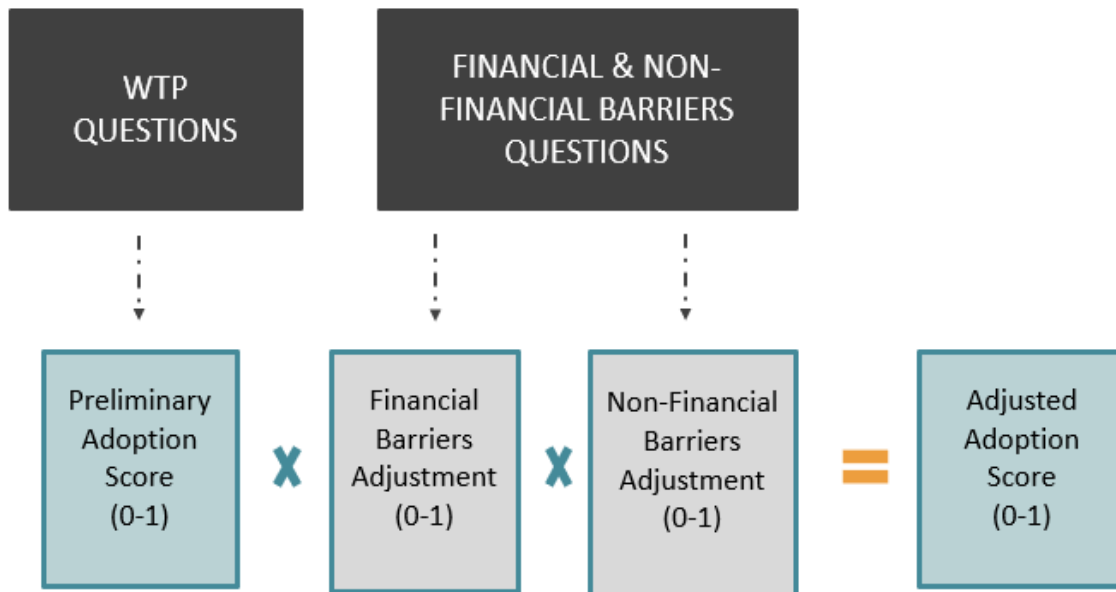 WTP
QUESTIONS
FINANCIAL & NON-
FINANCIAL BARRIERS
QUESTIONS
Preliminary
Adoption
Score
(0-1)
x
Financial
Barriers
Adjustment
(0-1)
x
Non-Financial
Barriers
Adjustment
(0-1)
=
Adjusted
Adoption
Score
(0-1)